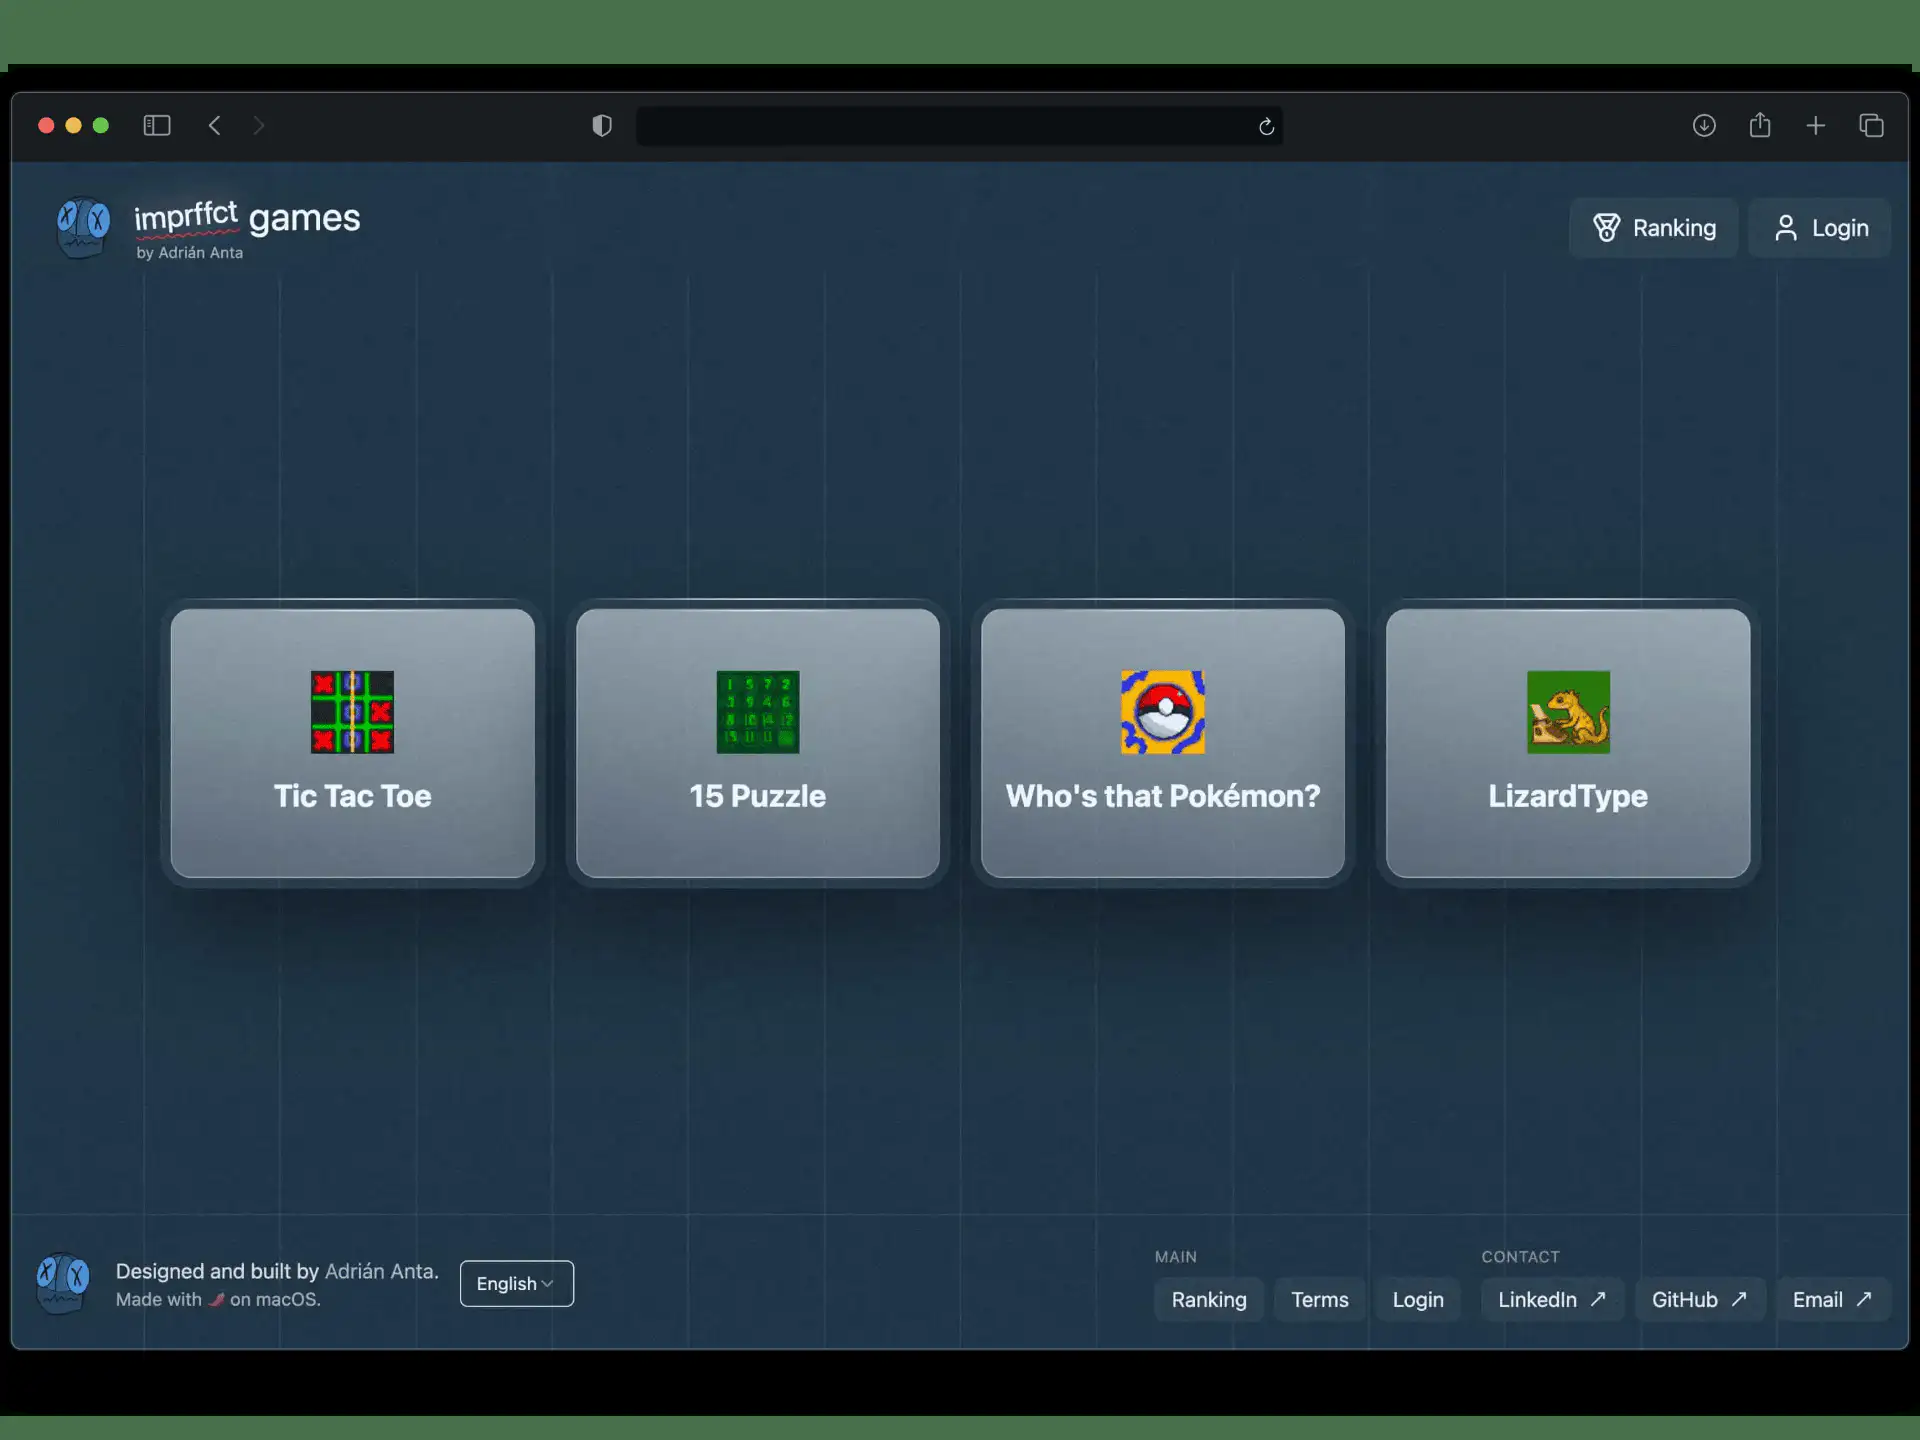 imprffct games
by Adrián Anta
Ranking
Login
Tic Tac Toe
15 Puzzle
Who's that Pokémon?
LizardType
Designed and built by Adrián Anta.
Made with on macOS.
English
MAIN
Ranking
Terms
Login
CONTACT
LinkedIn
GitHub
Email